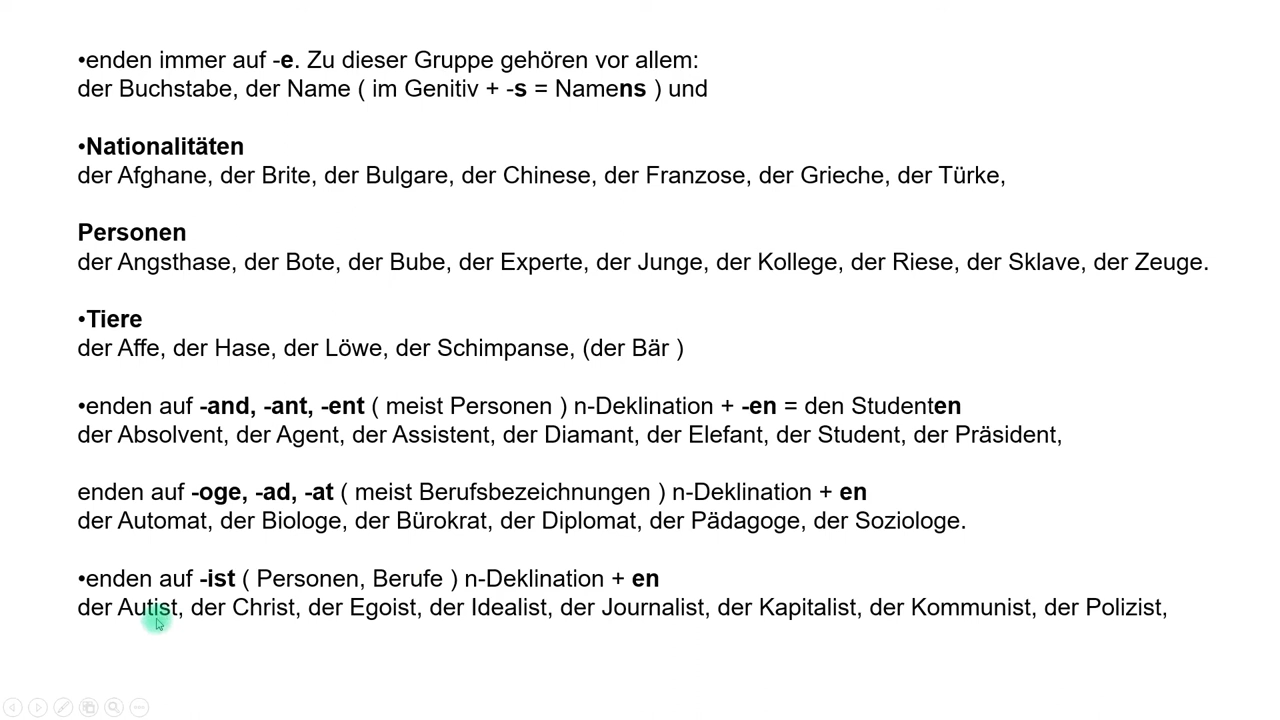 •enden immer auf -e. Zu dieser Gruppe gehören vor allem:
der Buchstabe, der Name ( im Genitiv + -s = Namens ) und
•Nationalitäten
der Afghane, der Brite, der Bulgare, der Chinese, der Franzose, der Grieche, der Türke,
Personen
der Angsthase, der Bote, der Bube, der Experte, der Junge, der Kollege, der Riese, der Sklave, der Zeuge.
•Tiere
der Affe, der Hase, der Löwe, der Schimpanse, (der Bär )
•enden auf -and, -ant, -ent ( meist Personen ) n-Deklination + -en = den Studenten
der Absolvent, der Agent, der Assistent, der Diamant, der Elefant, der Student, der Präsident,
enden auf -oge, -ad, -at ( meist Berufsbezeichnungen ) n-Deklination + en
der Automat, der Biologe, der Bürokrat, der Diplomat, der Pädagoge, der Soziologe.
•enden auf -ist ( Personen, Berufe ) n-Deklination + en
der Autist, der Christ, der Egoist, der Idealist, der Journalist, der Kapitalist, der Kommunist, der Polizist,